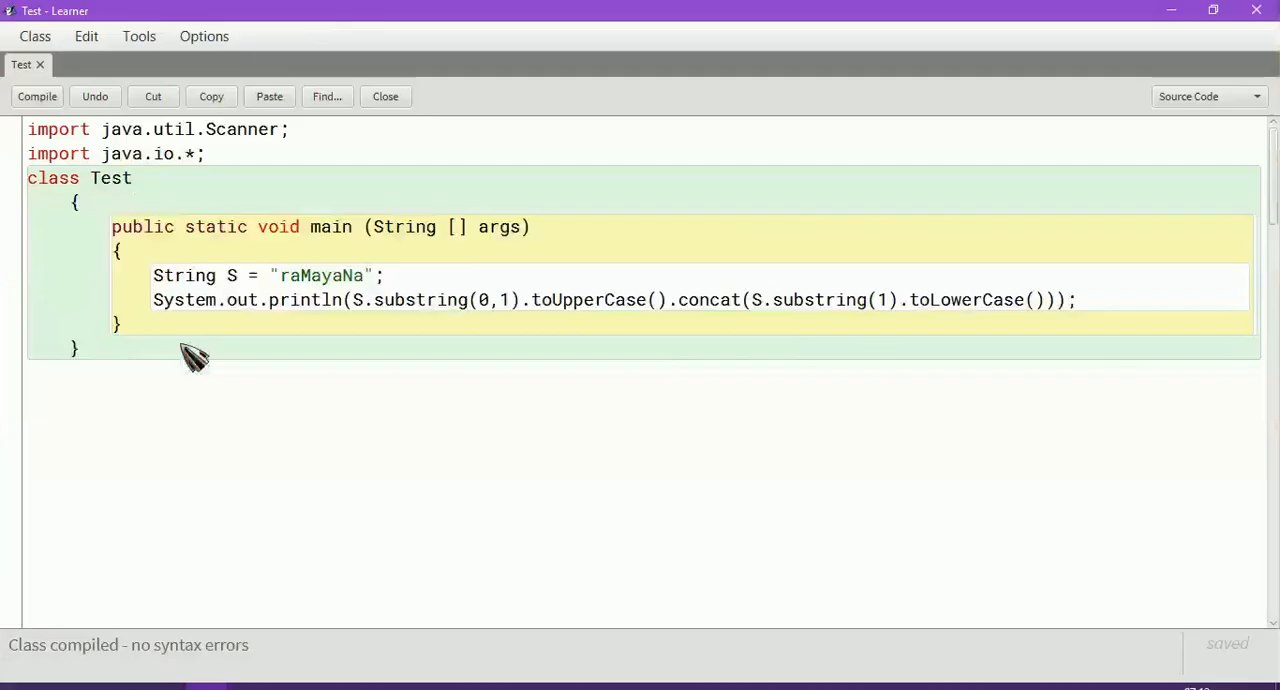 Test - Learner
Class Edit Tools Options
Test ✕
Compile Undo Cut Copy Paste Find... Close Source Code
import java.util.Scanner;
import java.io.*;
class Test
{
public static void main (String [] args)
{
String S = "raMayaNa";
System.out.println(S.substring(0,1).toUpperCase().concat(S.substring(1).toLowerCase()));
}
}
Class compiled - no syntax errors
saved